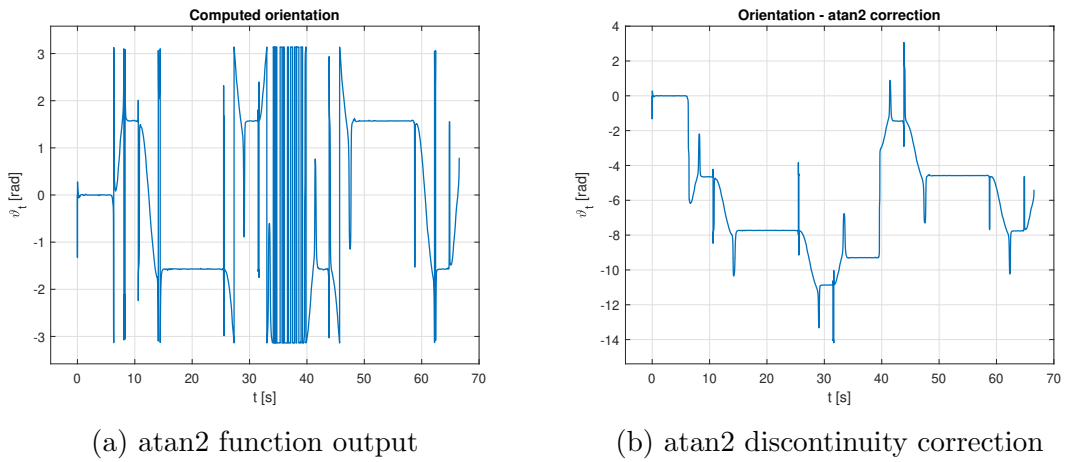 Computed orientation
3
2
1
0
-1
-2
-3
ϑt [rad]
0 10 20 30 40 50 60 70
t [s]
(a) atan2 function output
Orientation - atan2 correction
4
2
0
-2
-4
-6
-8
-10
-12
-14
ϑt [rad]
0 10 20 30 40 50 60 70
t [s]
(b) atan2 discontinuity correction